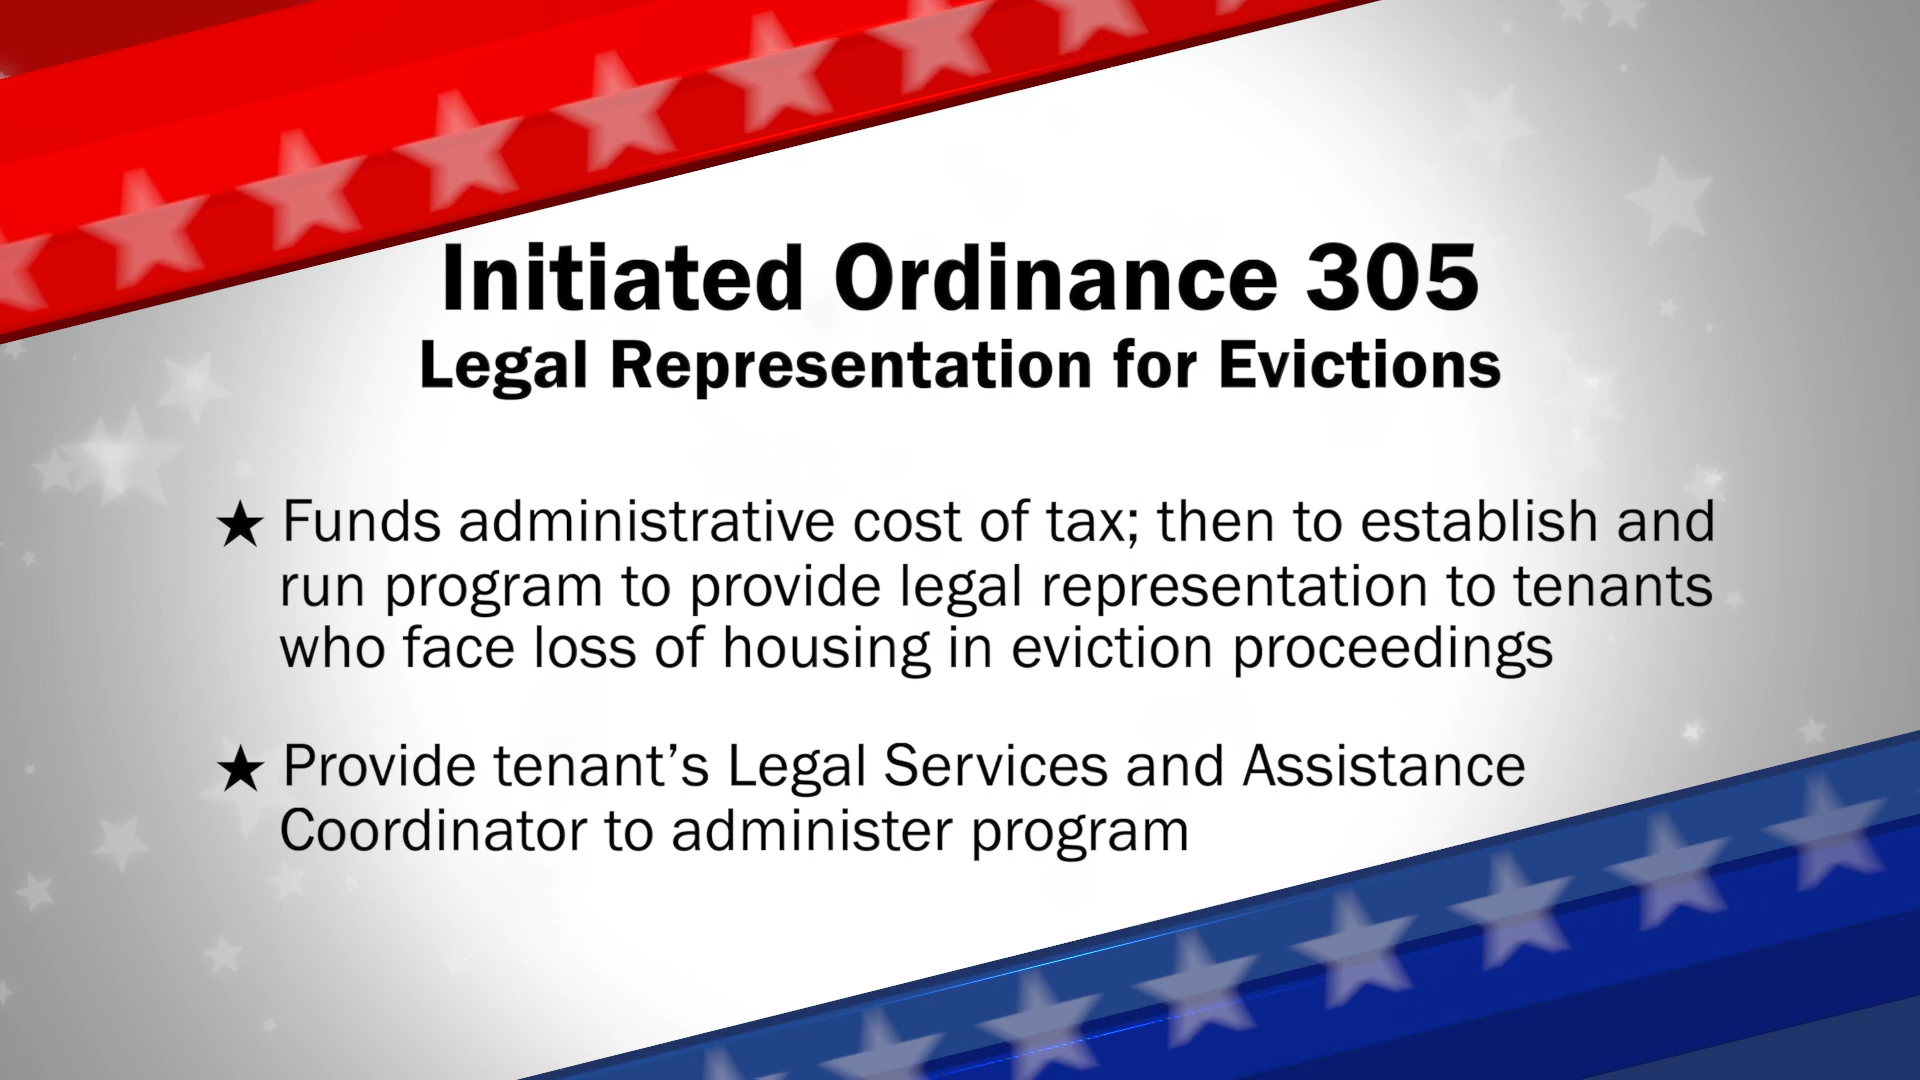 Initiated Ordinance 305
Legal Representation for Evictions
★ Funds administrative cost of tax; then to establish and
run program to provide legal representation to tenants
who face loss of housing in eviction proceedings
★ Provide tenant’s Legal Services and Assistance
Coordinator to administer program